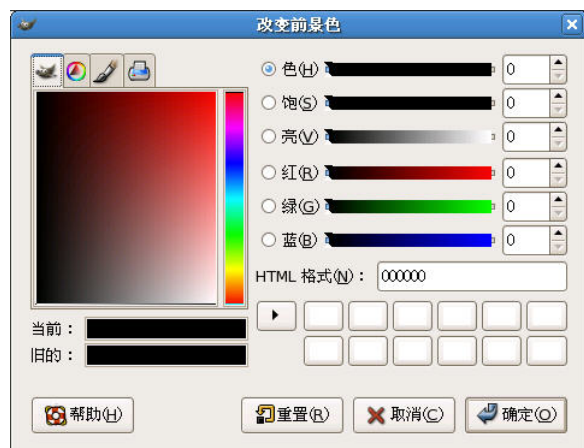 改变前景色
色(H) 0
饱(S) 0
亮(V) 0
红(R) 0
绿(G) 0
蓝(B) 0
HTML 格式(N)： 000000
当前：
旧的：
帮助(H) 重置(R) 取消(C) 确定(O)